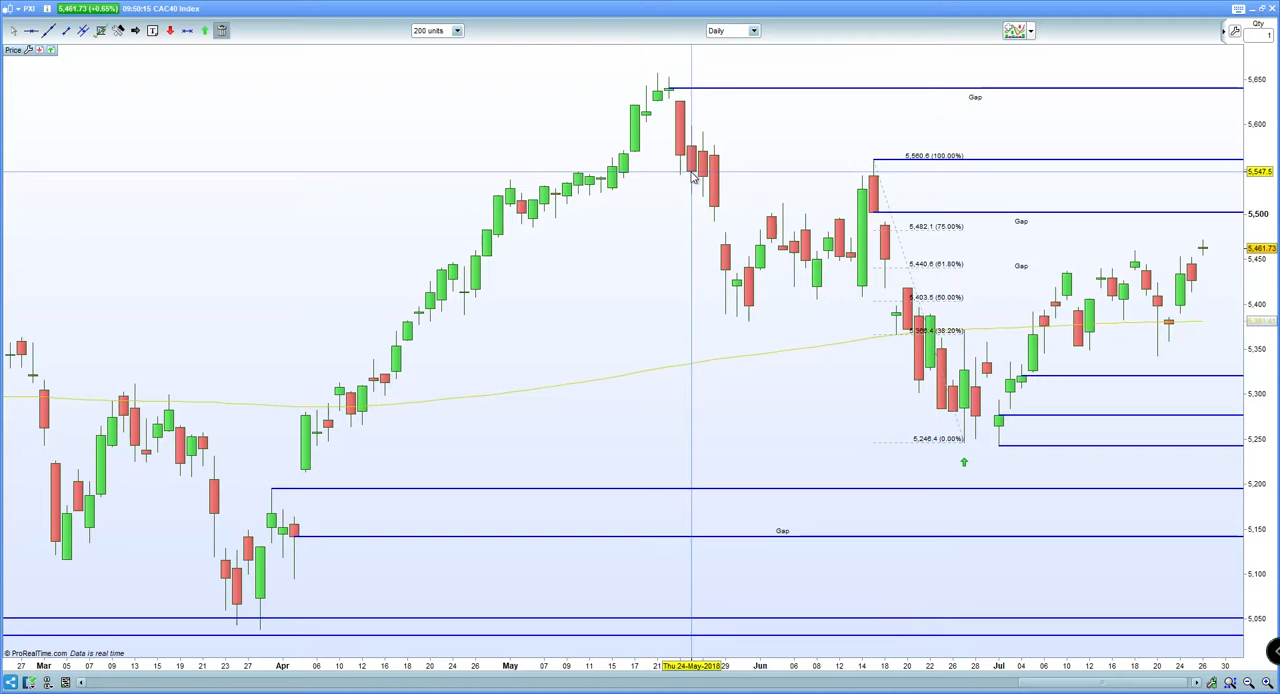 PXI 5,461.73 (+0.65%) 09:50:15 CAC40 Index
200 units Daily Qty
1
Price
5,650
Gap
5,600
5,560.6 (100.00%)
5,547.5
5,500
Gap
5,482.1 (75.00%)
5,461.73
5,450
5,440.6 (61.80%)
Gap
5,403.5 (50.00%)
5,400
5,366.4 (38.20%)
5,350
5,300
5,250
5,246.4 (0.00%)
5,200
5,150
Gap
5,100
5,050
© ProRealTime.com Data is real time
27 Mar 05 07 09 13 15 19 21 23 27 Apr 06 10 12 16 18 20 24 26 May 07 09 11 15 17 21 Thu 24-May-2018 29 Jun 06 08 12 14 18 20 22 26 28 Jul 04 06 10 12 16 18 20 24 26 30